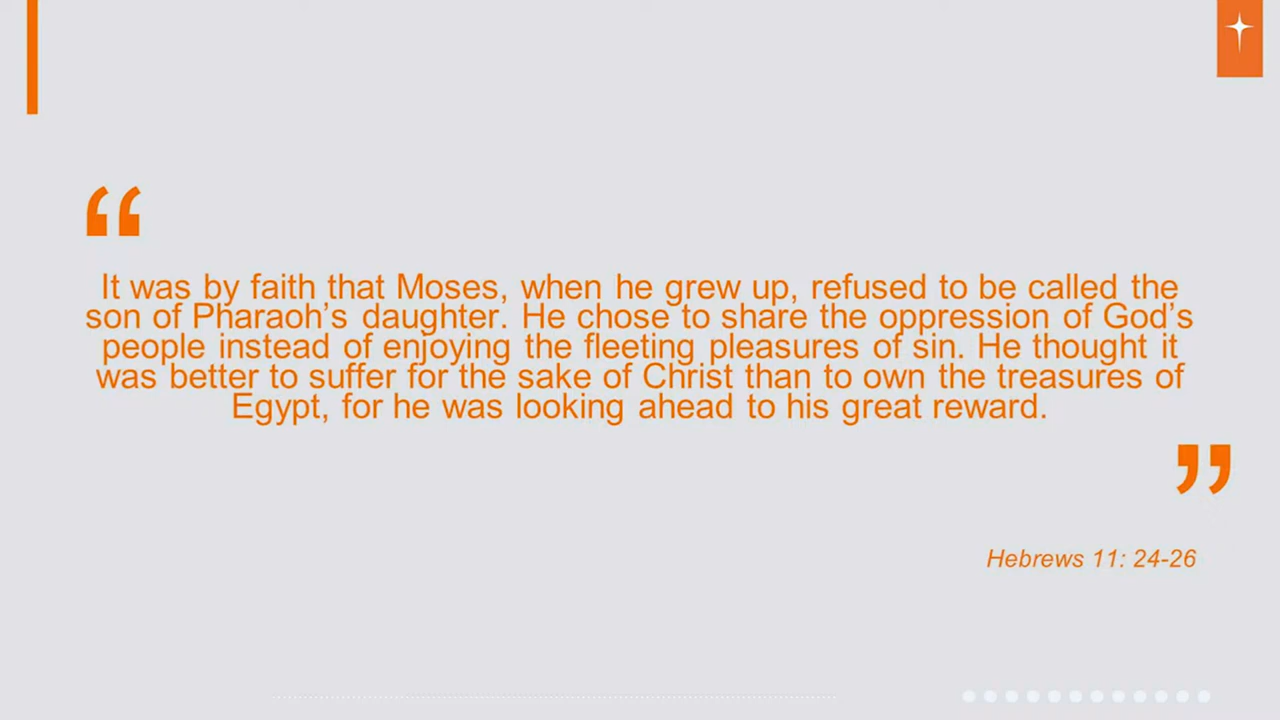 “
It was by faith that Moses, when he grew up, refused to be called the
son of Pharaoh’s daughter. He chose to share the oppression of God’s
people instead of enjoying the fleeting pleasures of sin. He thought it
was better to suffer for the sake of Christ than to own the treasures of
Egypt, for he was looking ahead to his great reward.
”
Hebrews 11: 24-26